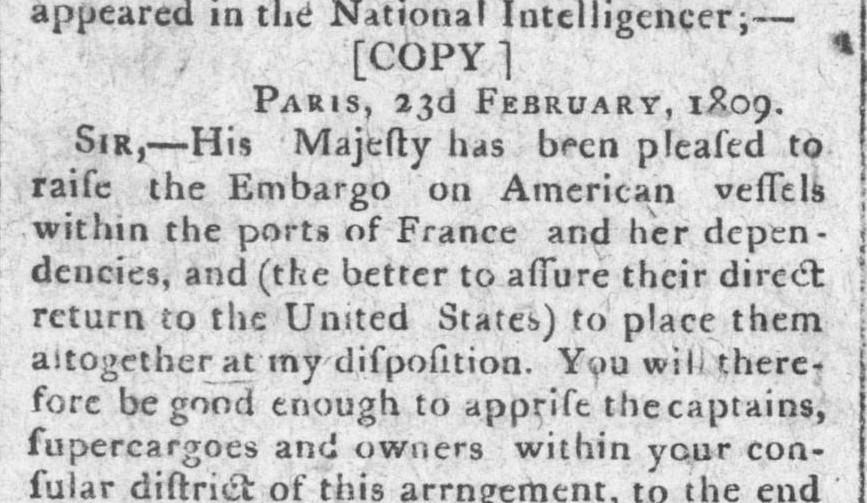 appeared in the National Intelligencer;—
[COPY]
PARIS, 23d FEBRUARY, 1809.
SIR,—His Majeſty has been pleaſed to
raiſe the Embargo on American veſſels
within the ports of France and her depen-
dencies, and (the better to aſſure their direct
return to the United States) to place them
altogether at my diſpoſition. You will there-
fore be good enough to appriſe the captains,
ſupercargoes and owners within your con-
ſular diſtrict of this arrngement, to the end